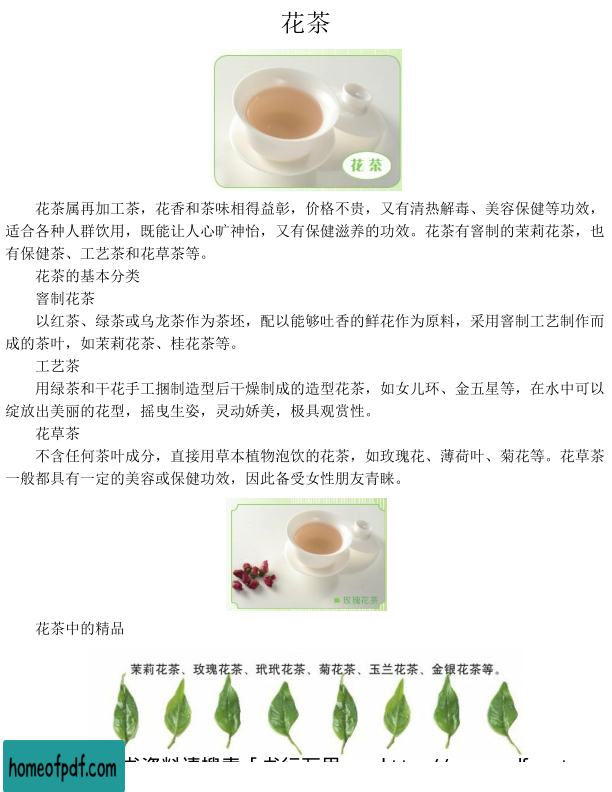 花茶
花茶
花茶属再加工茶，花香和茶味相得益彰，价格不贵，又有清热解毒、美容保健等功效，
适合各种人群饮用，既能让人心旷神怡，又有保健滋养的功效。花茶有窨制的茉莉花茶，也
有保健茶、工艺茶和花草茶等。
花茶的基本分类
窨制花茶
以红茶、绿茶或乌龙茶作为茶坯，配以能够吐香的鲜花作为原料，采用窨制工艺制作而
成的茶叶，如茉莉花茶、桂花茶等。
工艺茶
用绿茶和干花手工捆制造型后干燥制成的造型花茶，如女儿环、金五星等，在水中可以
绽放出美丽的花型，摇曳生姿，灵动娇美，极具观赏性。
花草茶
不含任何茶叶成分，直接用草本植物泡饮的花茶，如玫瑰花、薄荷叶、菊花等。花草茶
一般都具有一定的美容或保健功效，因此备受女性朋友青睐。
玫瑰花茶
花茶中的精品
茉莉花茶、玫瑰花茶、玳玳花茶、菊花茶、玉兰花茶、金银花茶等。
homeofpdf.com